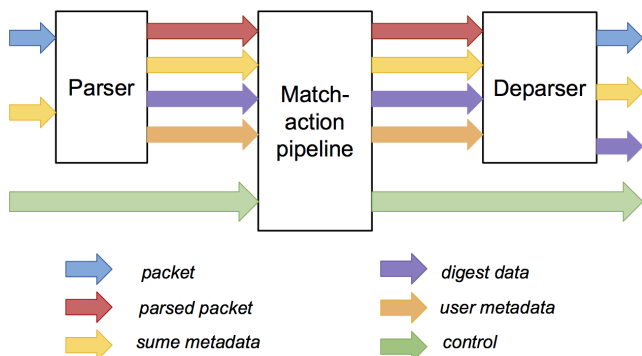 Parser
Match-
action
pipeline
Deparser
packet
digest data
parsed packet
user metadata
sume metadata
control